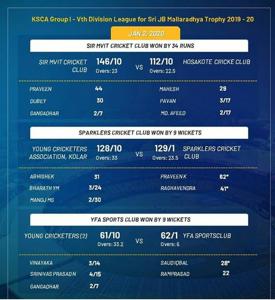 KSCA Group I - Vth Division League for Sri JB Mallaradhya Trophy 2019 - 20
JAN 2, 2020
SIR MVIT CRICKET CLUB WON BY 34 RUNS
SIR MVIT CRICKET CLUB 146/10 Overs: 23 VS 112/10 Overs: 22.5 HOSAKOTE CRICKE CLUB
PRAVEEN 44 MAHESH 29
DUBEY 30 PAVAN 3/17
GANGADHAR 2/7 MD. AFEED 2/17
SPARKLERS CRICKET CLUB WON BY 9 WICKETS
YOUNG CRICKETERS ASSOCIATION, KOLAR 128/10 Overs: 33 VS 129/1 Overs: 23.5 SPARKLERS CRICKET CLUB
ABHISHEK 31 PRAVEEN K 62*
BHARATH YM 3/24 RAGHAVENDRA 41*
MANOJ MS 2/30
YFA SPORTS CLUB WON BY 9 WICKETS
YOUNG CRICKETERS(?) 61/10 Overs: 33.2 VS 62/1 Overs: 6 YFA SPORTSCLUB
VINAYAKA 3/14 SAUDIQBAL 28*
SRINIVAS PRASAD N 4/15 RAMPRASAD 22
GANGADHAR 2/7